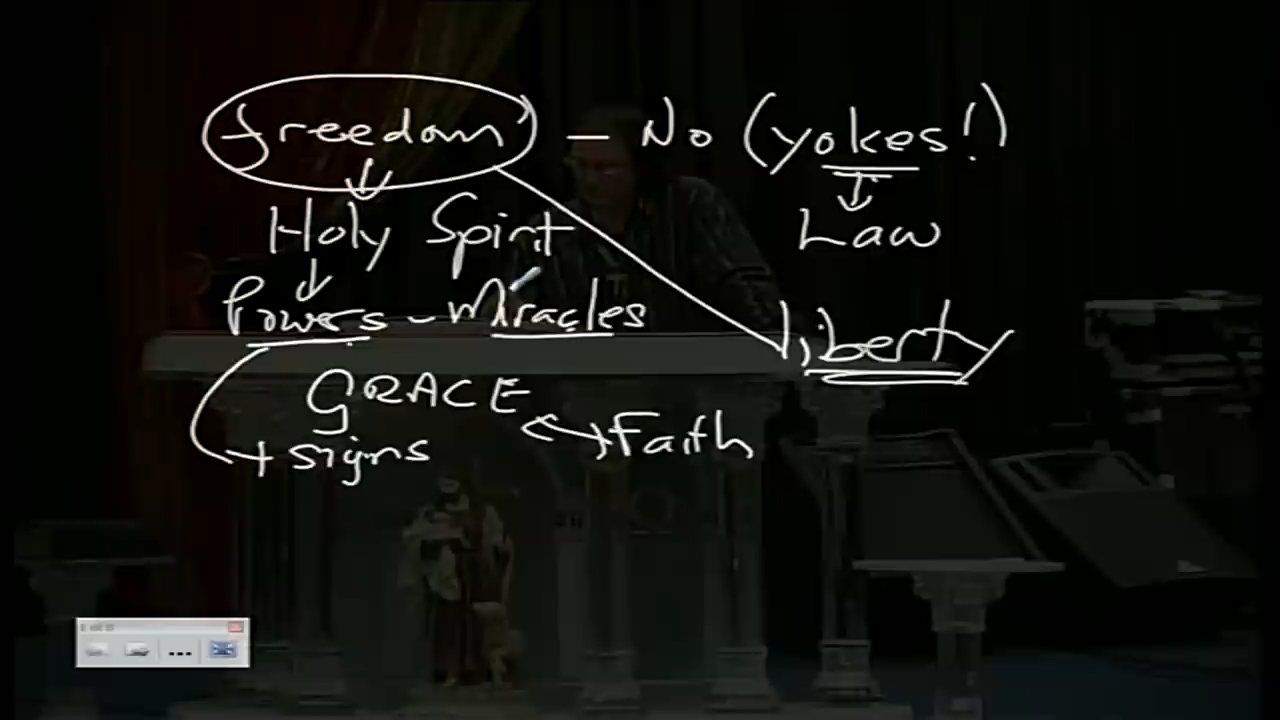 freedom – No (yokes!)
Holy Spirit Law
Powers - Miracles
liberty
GRACE
+ signs ↔ Faith